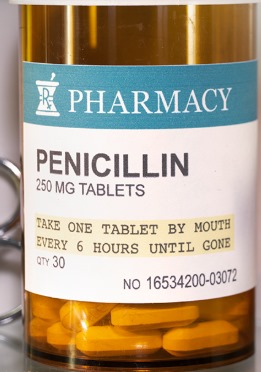 PHARMACY
PENICILLIN
250 MG TABLETS
TAKE ONE TABLET BY MOUTH
EVERY 6 HOURS UNTIL GONE
QTY 30
NO 16534200-03072